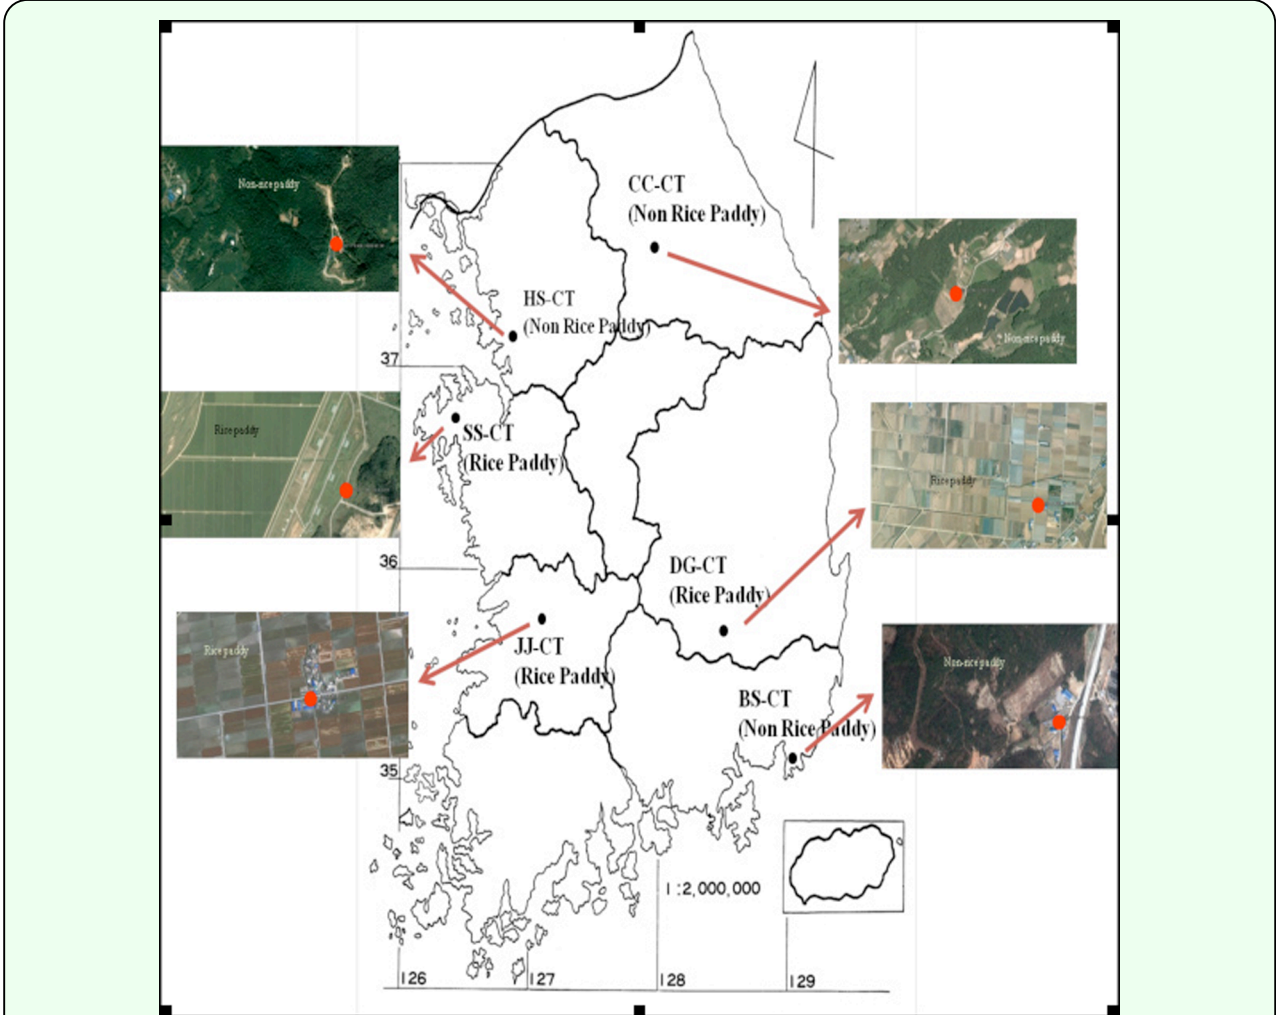 Non-rice paddy
CC-CT
(Non Rice Paddy)
HS-CT
(Non Rice Paddy)
Non-rice paddy
37
SS-CT
(Rice Paddy)
Rice paddy
Rice paddy
36
DG-CT
(Rice Paddy)
JJ-CT
(Rice Paddy)
Rice paddy
Non-rice paddy
BS-CT
(Non Rice Paddy)
35
1:2,000,000
126
127
128
129